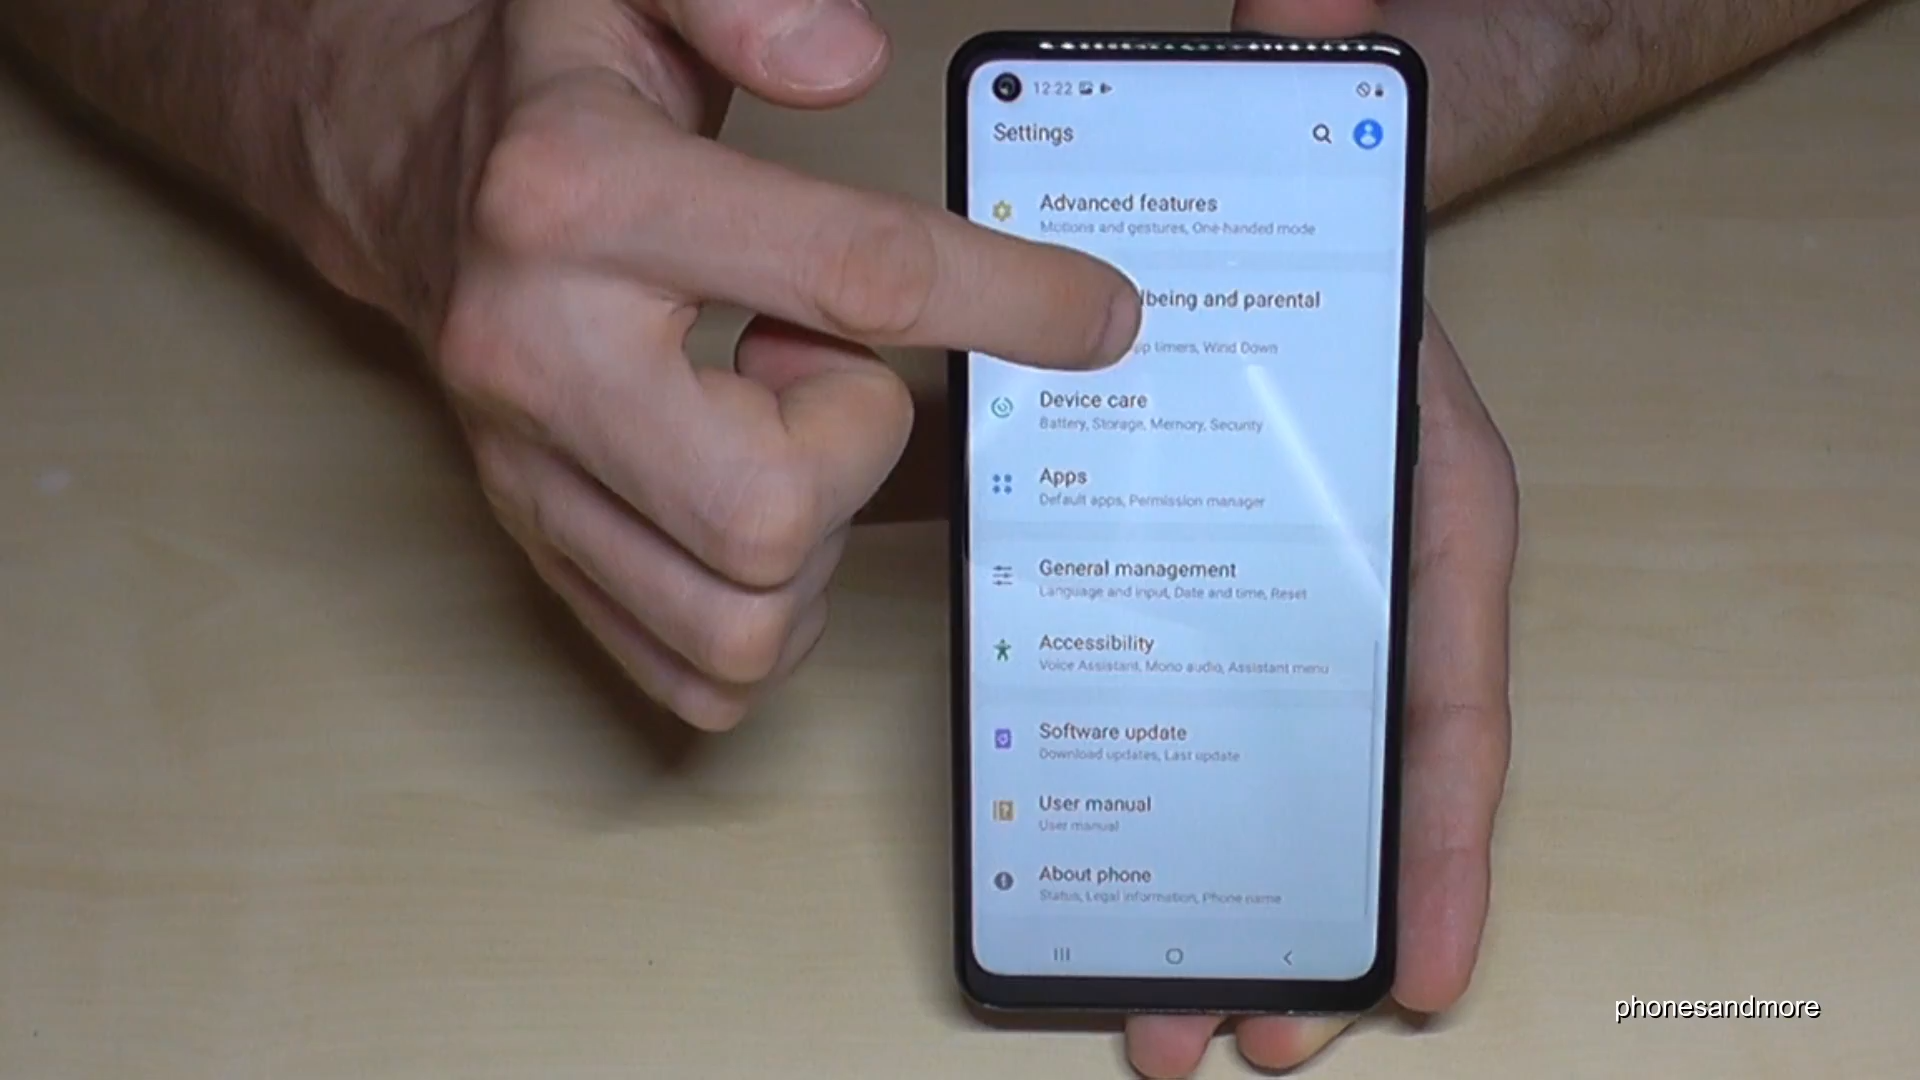 12:22
Settings
Advanced features
Motions and gestures, One-handed mode
being and parental
timers, Wind Down
Device care
Battery, Storage, Memory, Security
Apps
Default apps, Permission manager
General management
Language and input, Date and time, Reset
Accessibility
Voice Assistant, Mono audio, Assistant menu
Software update
Download updates, Last update
User manual
User manual
About phone
Status, Legal information, Phone name
phonesandmore